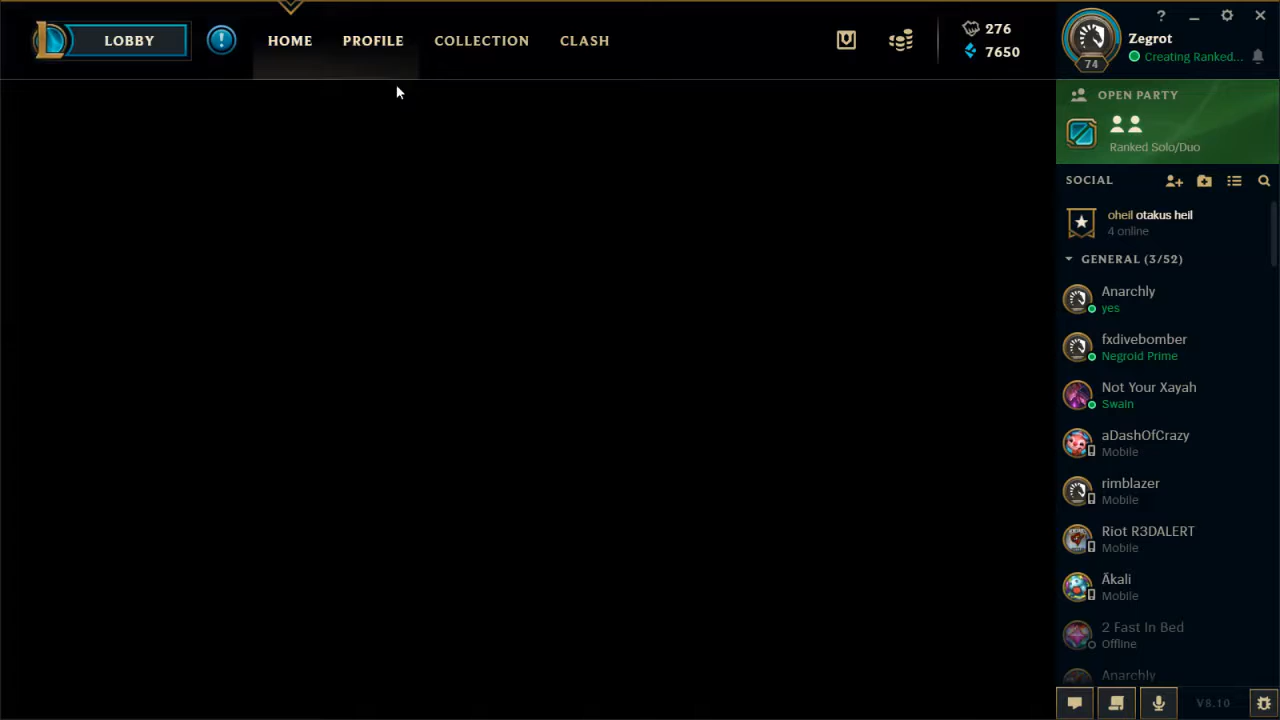 LOBBY
HOME
PROFILE
COLLECTION
CLASH
276
7650
?
74
Zegrot
Creating Ranked...
OPEN PARTY
Ranked Solo/Duo
SOCIAL
oheil otakus heil
4 online
GENERAL (3/52)
Anarchly
yes
fxdivebomber
Negroid Prime
Not Your Xayah
Swain
aDashOfCrazy
Mobile
rimblazer
Mobile
Riot R3DALERT
Mobile
Äkali
Mobile
2 Fast In Bed
Offline
Anarchly
V8.10